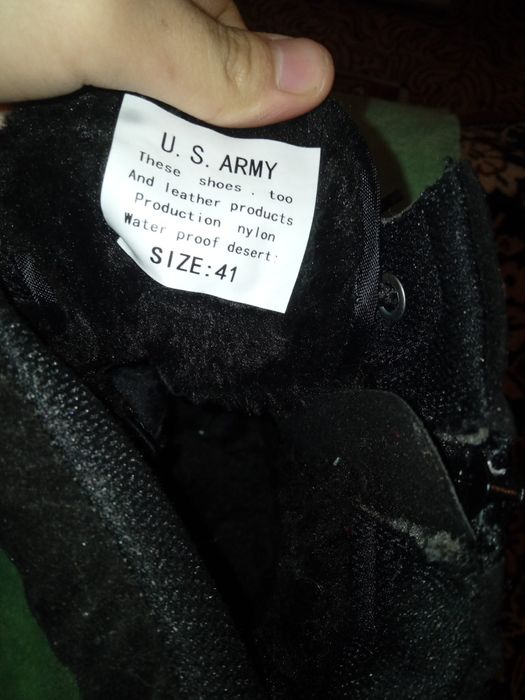 U. S. ARMY
These shoes . too
And leather products
Production nylon
Water proof desert:
SIZE:41